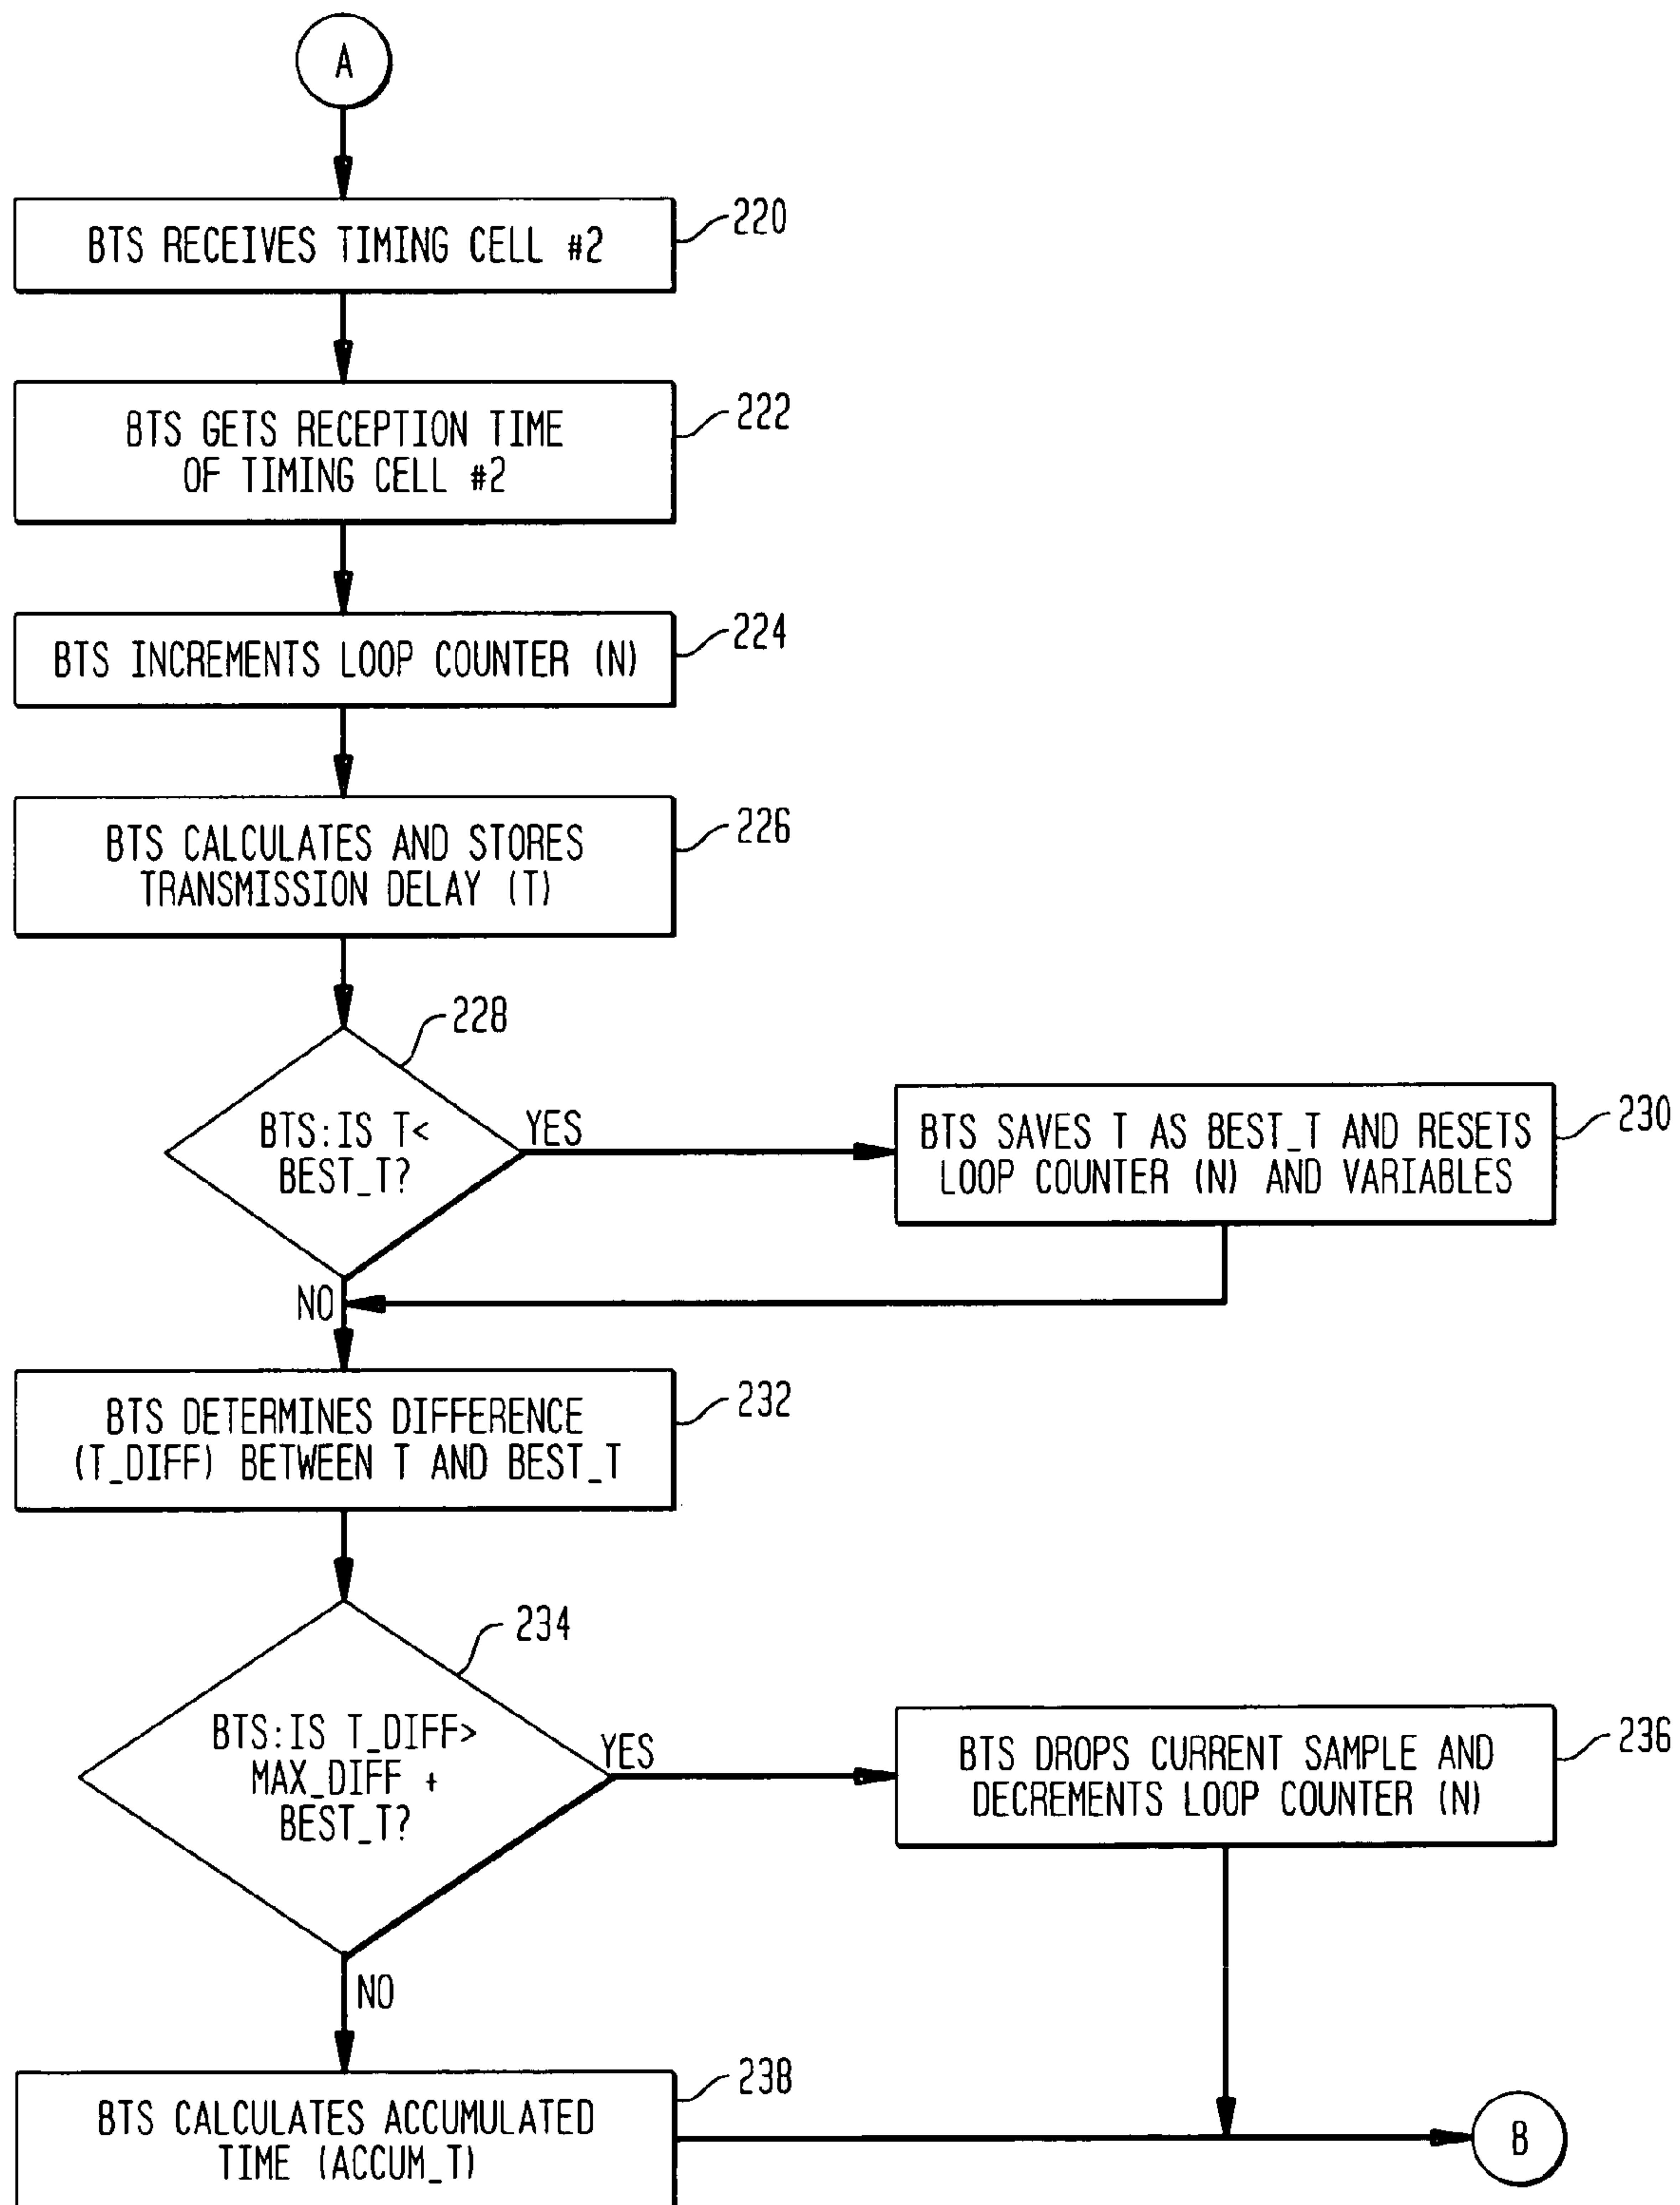 A
BTS RECEIVES TIMING CELL #2
220
BTS GETS RECEPTION TIME
OF TIMING CELL #2
222
BTS INCREMENTS LOOP COUNTER (N)
224
BTS CALCULATES AND STORES
TRANSMISSION DELAY (T)
226
228
BTS:IS T<
BEST_T?
YES
BTS SAVES T AS BEST_T AND RESETS
LOOP COUNTER (N) AND VARIABLES
230
NO
BTS DETERMINES DIFFERENCE
(T_DIFF) BETWEEN T AND BEST_T
232
234
BTS:IS T_DIFF>
MAX_DIFF +
BEST_T?
YES
BTS DROPS CURRENT SAMPLE AND
DECREMENTS LOOP COUNTER (N)
236
NO
BTS CALCULATES ACCUMULATED
TIME (ACCUM_T)
238
B